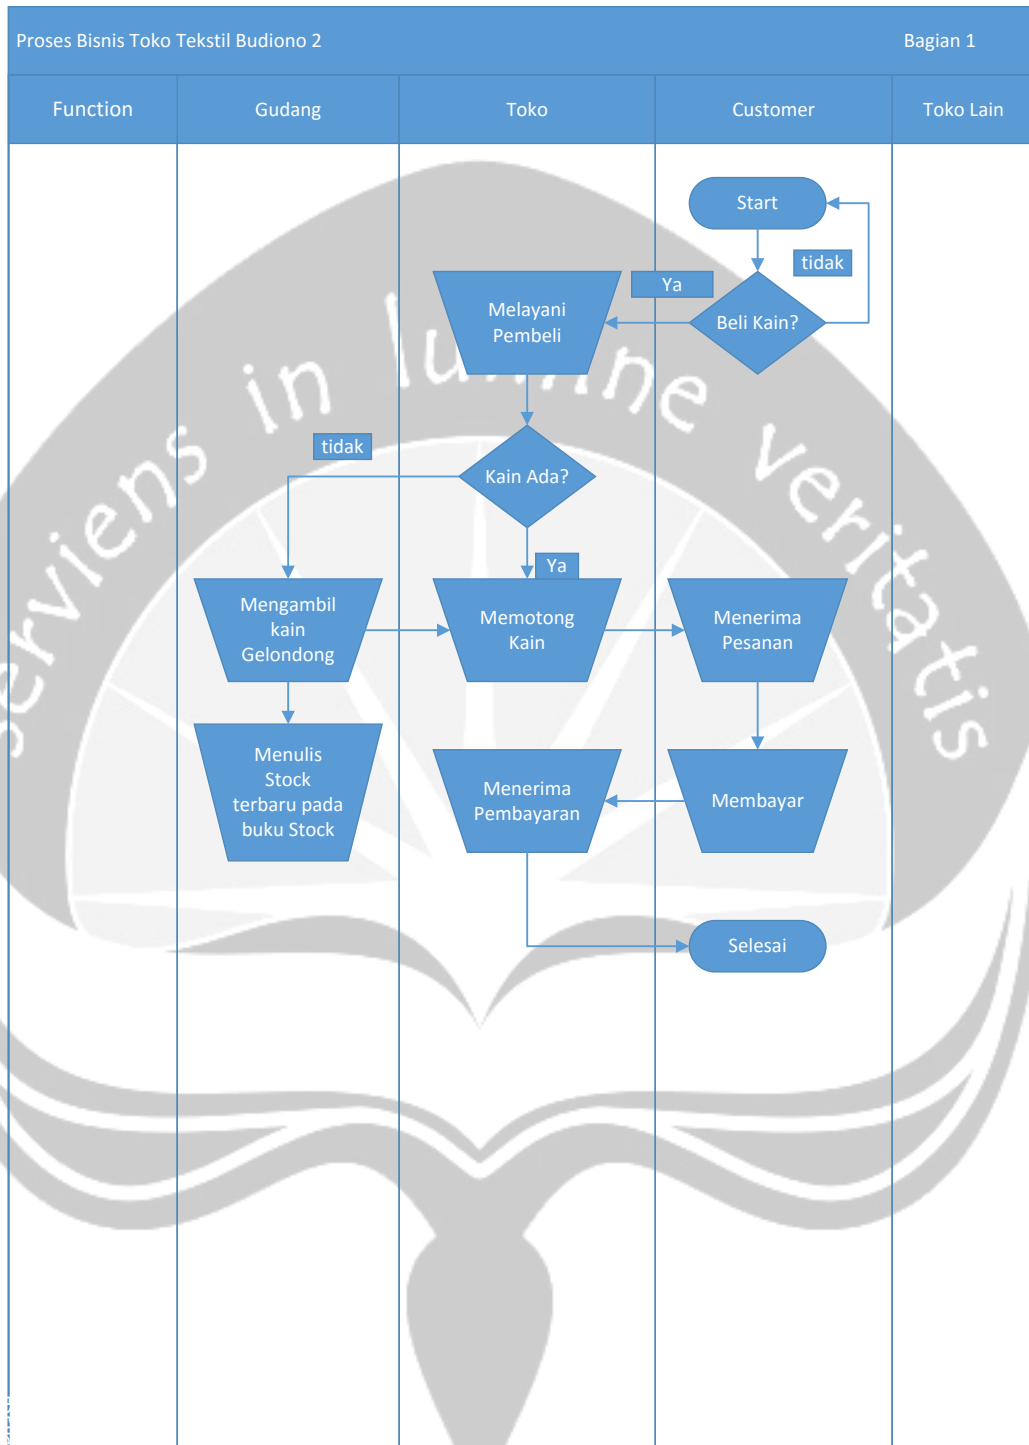 Proses Bisnis Toko Tekstil Budiono 2
Bagian 1
Function
Gudang
Toko
Customer
Toko Lain
Start
tidak
Ya
Beli Kain?
Melayani
Pembeli
tidak
Kain Ada?
Ya
Mengambil
kain
Gelondong
Memotong
Kain
Menerima
Pesanan
Menulis
Stock
terbaru pada
buku Stock
Menerima
Pembayaran
Membayar
Selesai
serviens in lumine veritatis